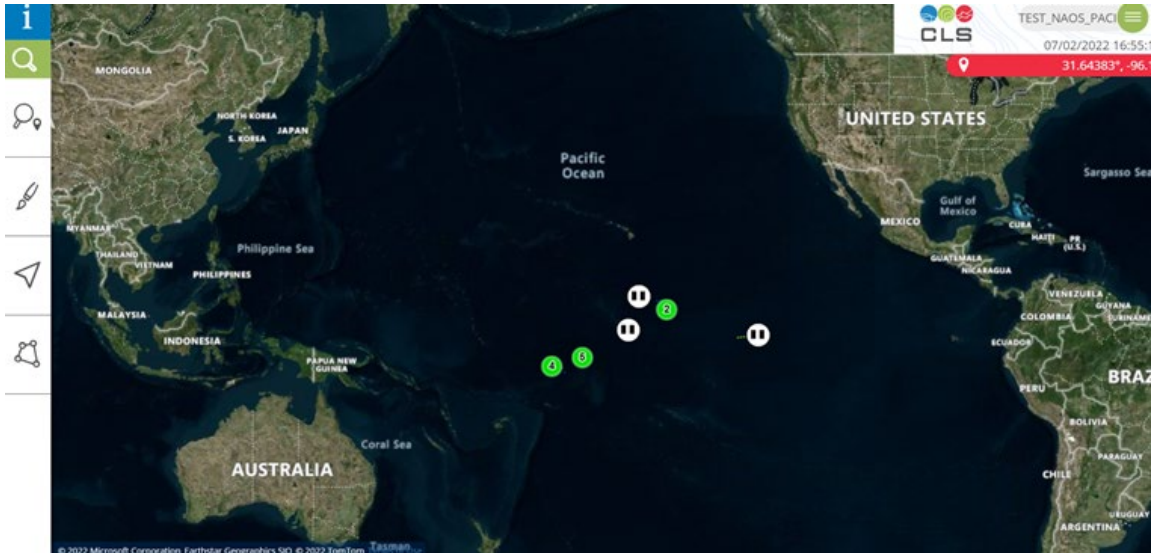 i
CLS
TEST_NAOS_PACI
07/02/2022 16:55:1
31.64383°, -96.1
MONGOLIA
NORTH KOREA
S. KOREA
JAPAN
UNITED STATES
Pacific
Ocean
Sargasso Sea
Gulf of
Mexico
MEXICO
CUBA
HAITI
PR
(U.S.)
MYANMAR
Philippine Sea
THAILAND
VIETNAM
PHILIPPINES
GUATEMALA
NICARAGUA
MALAYSIA
VENEZUELA
GUYANA
SURINAME
COLOMBIA
2
INDONESIA
ECUADOR
PAPUA NEW
GUINEA
4
PERU
BRAZ
BOLIVIA
Coral Sea
PARAGUAY
AUSTRALIA
CHILE
URUGUAY
ARGENTINA
Tasman
© 2022 Microsoft Corporation, Earthstar Geographics SIO, © 2022 TomTom